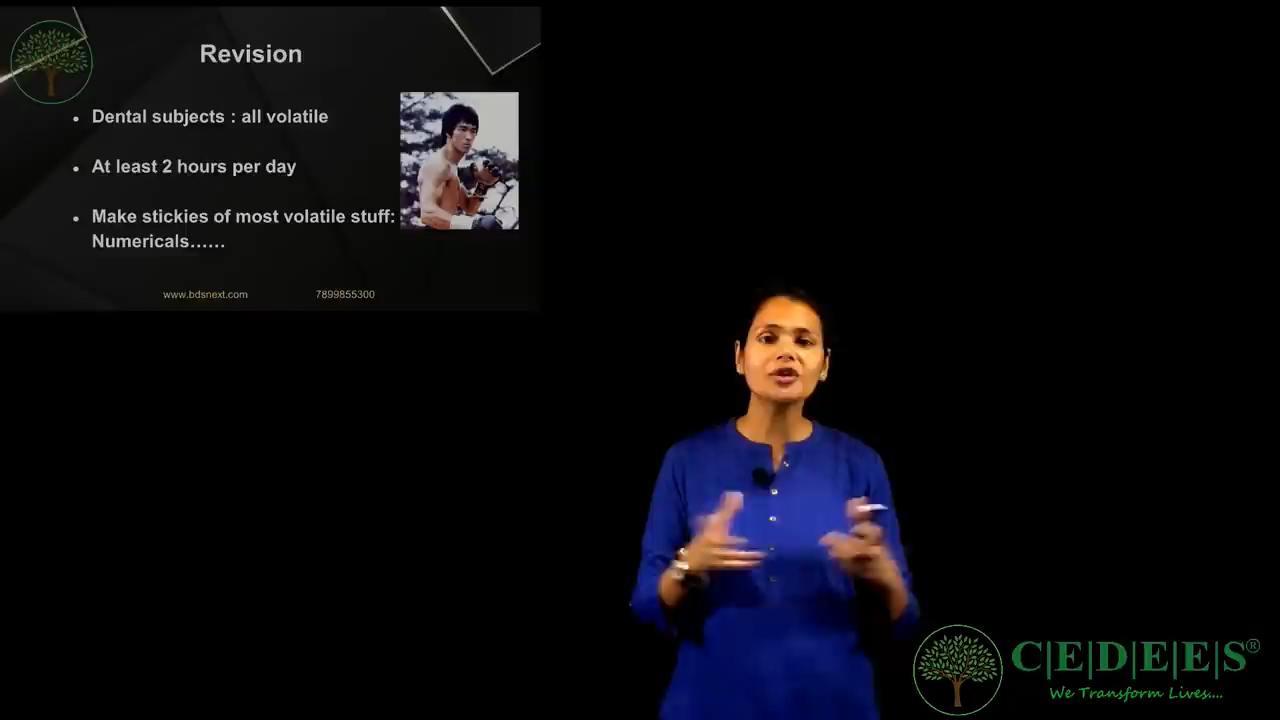 Revision
• Dental subjects : all volatile
• At least 2 hours per day
• Make stickies of most volatile stuff:
Numericals……
www.bdsnext.com 7899855300
C|E|D|E|E|S®
We Transform Lives....